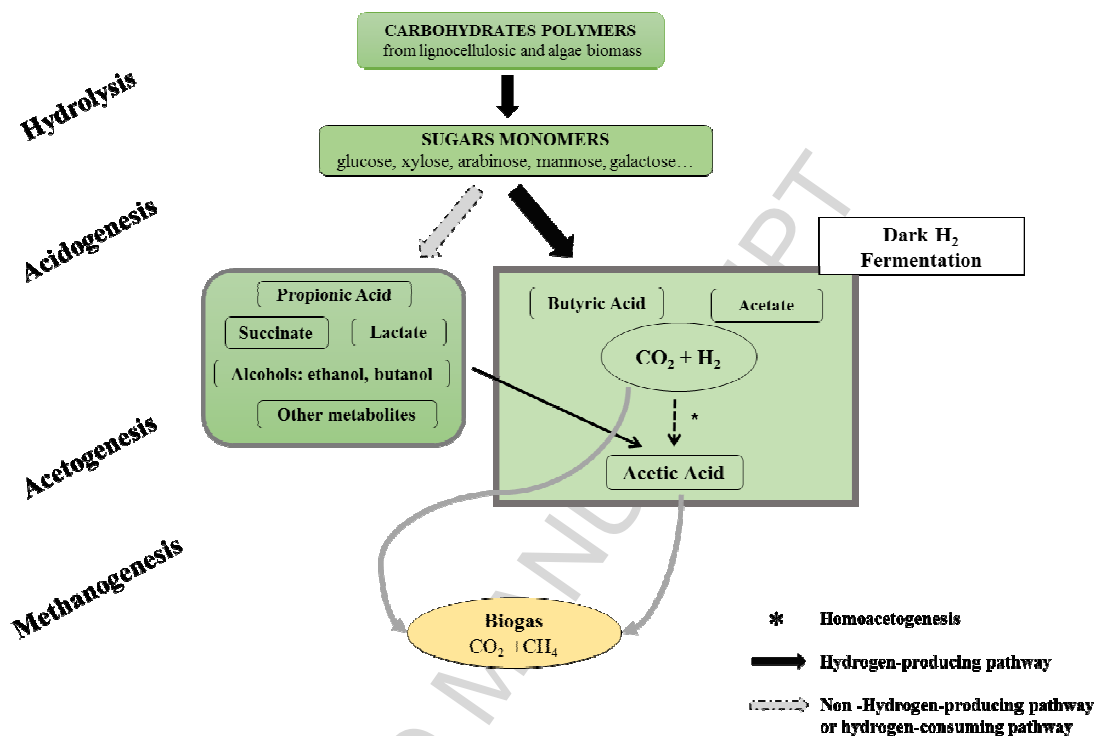 CARBOHYDRATES POLYMERS
from lignocellulosic and algae biomass
Hydrolysis
SUGARS MONOMERS
glucose, xylose, arabinose, mannose, galactose…
Acidogenesis
Dark H₂
Fermentation
Propionic Acid
Succinate
Lactate
Alcohols: ethanol, butanol
Other metabolites
Butyric Acid
Acetate
CO₂ + H₂
*
Acetic Acid
Acetogenesis
Methanogenesis
Biogas
CO₂ +CH₄
* Homoacetogenesis
Hydrogen-producing pathway
Non -Hydrogen-producing pathway
or hydrogen-consuming pathway